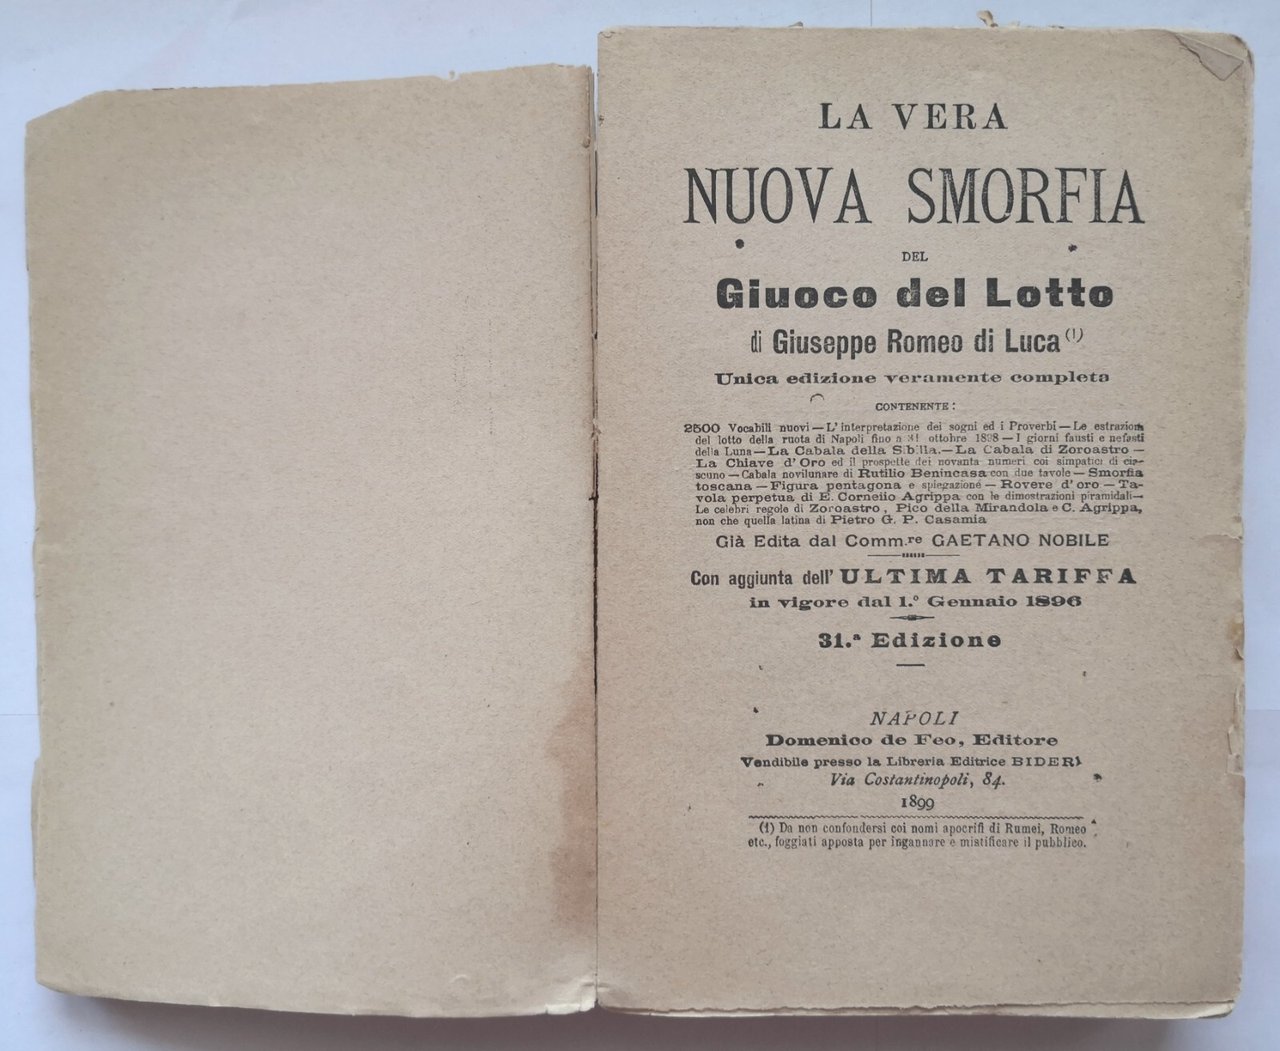 LA VERA
NUOVA SMORFIA
DEL
Giuoco del Lotto
di Giuseppe Romeo di Luca (1)
Unica edizione veramente completa
CONTENENTE:
2500 Vocabili nuovi—L'interpretazione dei sogni ed i Proverbi—Le estrazion
del lotto della ruota di Napoli fino a 31 ottobre 1898—I giorni fausti e nefasti
della Luna—La Cabala della Sibilla.—La Cabala di Zoroastro—
La Chiave d'Oro ed il prospette dei novanta numeri coi simpatici di cia-
scuno—Cabala novilunare di Rutilio Benincasa con due tavole—Smorfia
toscana—Figura pentagona e spiegazione—Rovere d'oro—Ta-
vola perpetua di E. Cornelio Agrippa con le dimostrazioni piramidali—
Le celebri regole di Zoroastro, Pico della Mirandola e C. Agrippa,
non che quella latina di Pietro G. P. Casamia
Già Edita dal Comm.re GAETANO NOBILE
Con aggiunta dell' ULTIMA TARIFFA
in vigore dal 1.º Gennaio 1896
31.ª Edizione
NAPOLI
Domenico de Feo, Editore
Vendibile presso la Libreria Editrice BIDERI
Via Costantinopoli, 84.
1899
(1) Da non confondersi coi nomi apocrifi di Rumei, Romeo
etc., foggiati apposta per ingannare e mistificare il pubblico.